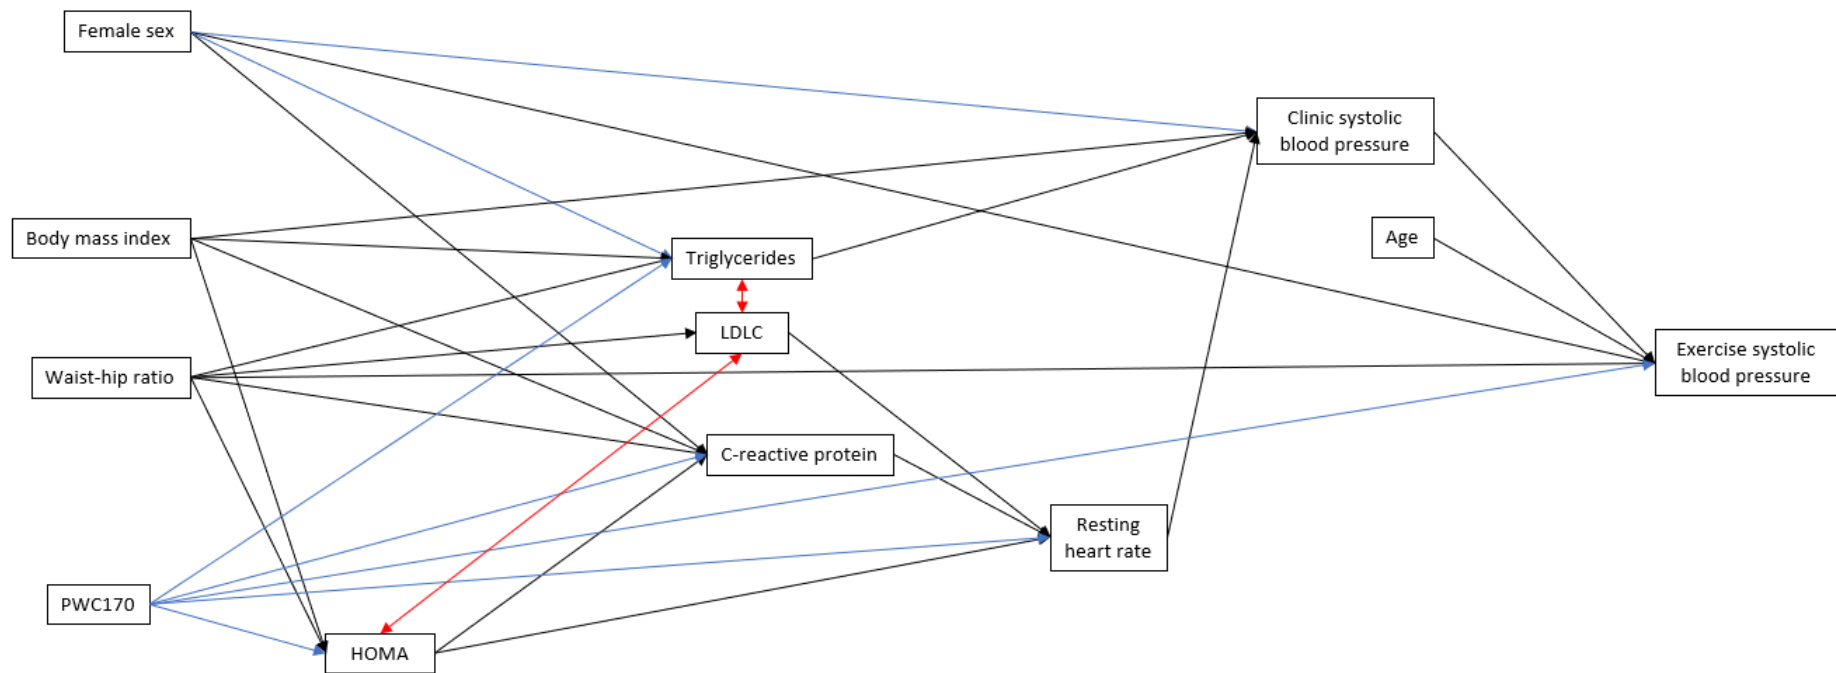 Female sex
Clinic systolic
blood pressure
Body mass index
Triglycerides
Age
LDLC
Waist-hip ratio
Exercise systolic
blood pressure
C-reactive protein
Resting
heart rate
PWC170
HOMA